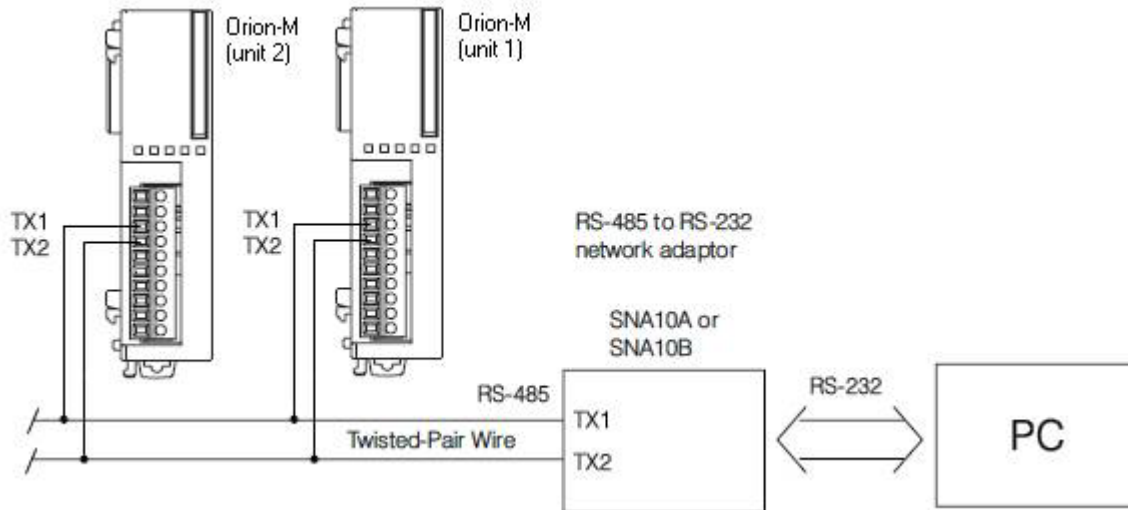 Orion-M
(unit 2)
Orion-M
(unit 1)
TX1
TX2
TX1
TX2
RS-485 to RS-232
network adaptor
SNA10A or
SNA10B
RS-485
TX1
RS-232
PC
Twisted-Pair Wire
TX2